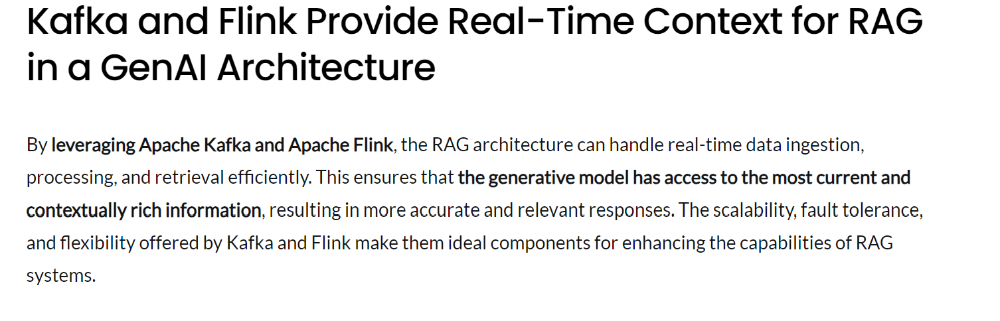 Kafka and Flink Provide Real-Time Context for RAG
in a GenAI Architecture
By leveraging Apache Kafka and Apache Flink, the RAG architecture can handle real-time data ingestion,
processing, and retrieval efficiently. This ensures that the generative model has access to the most current and
contextually rich information, resulting in more accurate and relevant responses. The scalability, fault tolerance,
and flexibility offered by Kafka and Flink make them ideal components for enhancing the capabilities of RAG
systems.